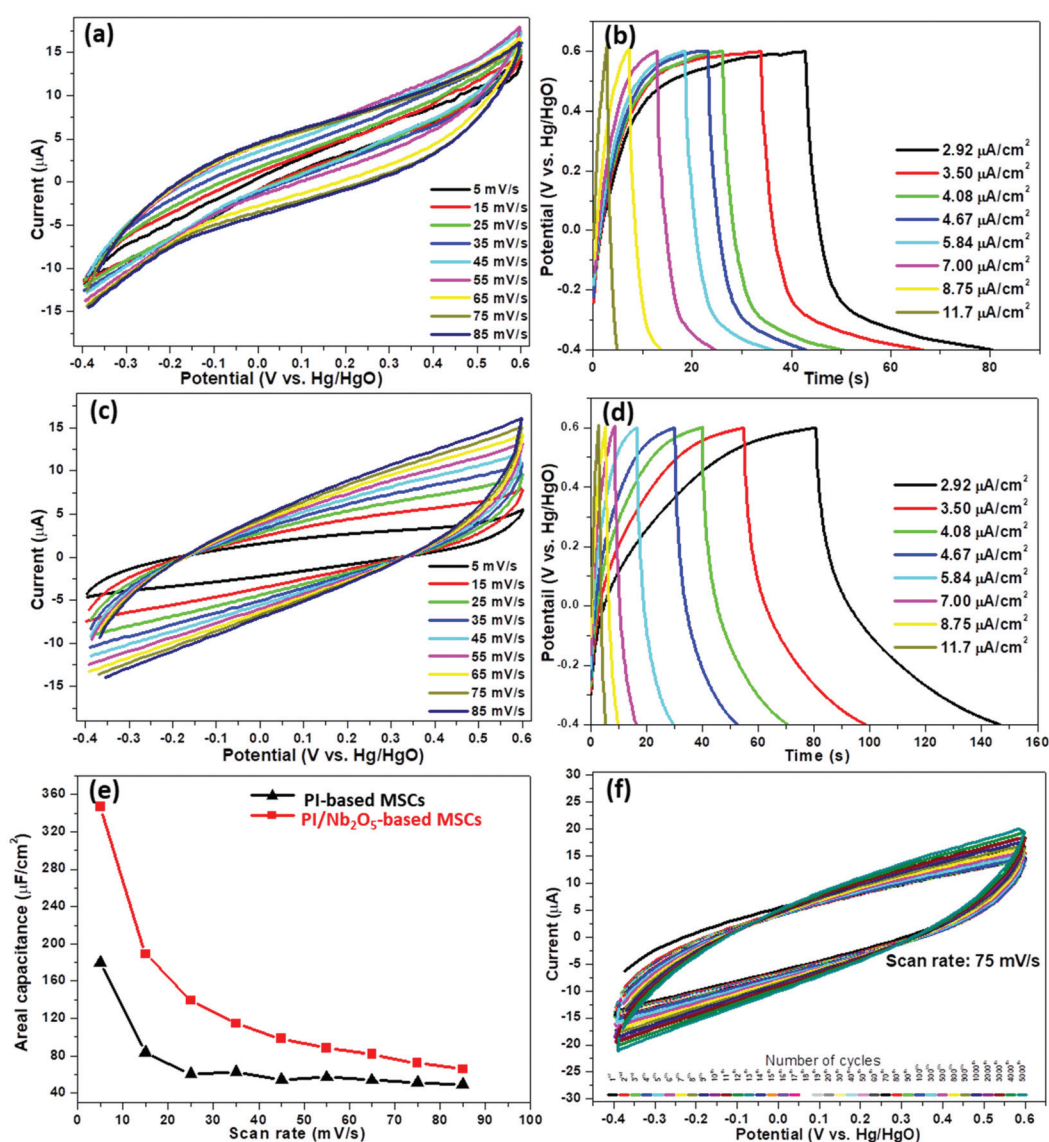 (a)
Current (µA)
15
10
5
0
-5
-10
-15
5 mV/s
15 mV/s
25 mV/s
35 mV/s
45 mV/s
55 mV/s
65 mV/s
75 mV/s
85 mV/s
-0.4 -0.3 -0.2 -0.1 0.0 0.1 0.2 0.3 0.4 0.5 0.6
Potential (V vs. Hg/HgO)
(b)
Potential (V vs. Hg/HgO)
0.6
0.4
0.2
0.0
-0.2
-0.4
2.92 µA/cm²
3.50 µA/cm²
4.08 µA/cm²
4.67 µA/cm²
5.84 µA/cm²
7.00 µA/cm²
8.75 µA/cm²
11.7 µA/cm²
0 20 40 60 80
Time (s)
(c)
Current (µA)
15
10
5
0
-5
-10
-15
5 mV/s
15 mV/s
25 mV/s
35 mV/s
45 mV/s
55 mV/s
65 mV/s
75 mV/s
85 mV/s
-0.4 -0.3 -0.2 -0.1 0.0 0.1 0.2 0.3 0.4 0.5 0.6
Potential (V vs. Hg/HgO)
(d)
Potentail (V vs. Hg/HgO)
0.6
0.4
0.2
0.0
-0.2
-0.4
2.92 µA/cm²
3.50 µA/cm²
4.08 µA/cm²
4.67 µA/cm²
5.84 µA/cm²
7.00 µA/cm²
8.75 µA/cm²
11.7 µA/cm²
0 20 40 60 80 100 120 140 160
Time (s)
(e)
Areal capacitance (µF/cm²)
360
300
240
180
120
60
40
PI-based MSCs
PI/Nb₂O₅-based MSCs
0 10 20 30 40 50 60 70 80 90 100
Scan rate (mV/s)
(f)
Current (µA)
30
25
20
15
10
5
0
-5
-10
-15
-20
-25
-30
Scan rate: 75 mV/s
Number of cycles
-0.4 -0.3 -0.2 -0.1 0.0 0.1 0.2 0.3 0.4 0.5 0.6
Potential (V vs. Hg/HgO)